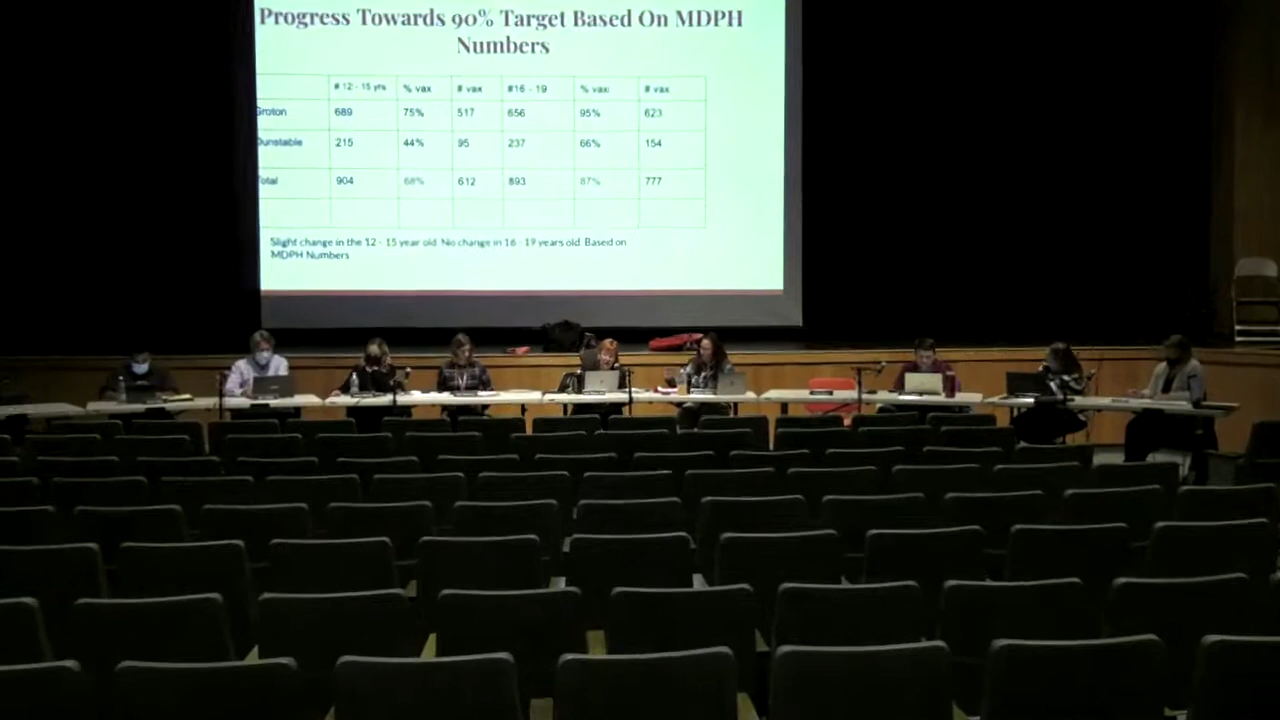 Progress Towards 90% Target Based On MDPH
Numbers
# 12 - 15 yrs % vax # vax #16 - 19 % vax # vax
Groton 689 75% 517 656 95% 623
Dunstable 215 44% 95 237 66% 154
Total 904 68% 612 893 87% 777
Slight change in the 12 - 15 year old No change in 16 - 19 years old Based on
MDPH Numbers